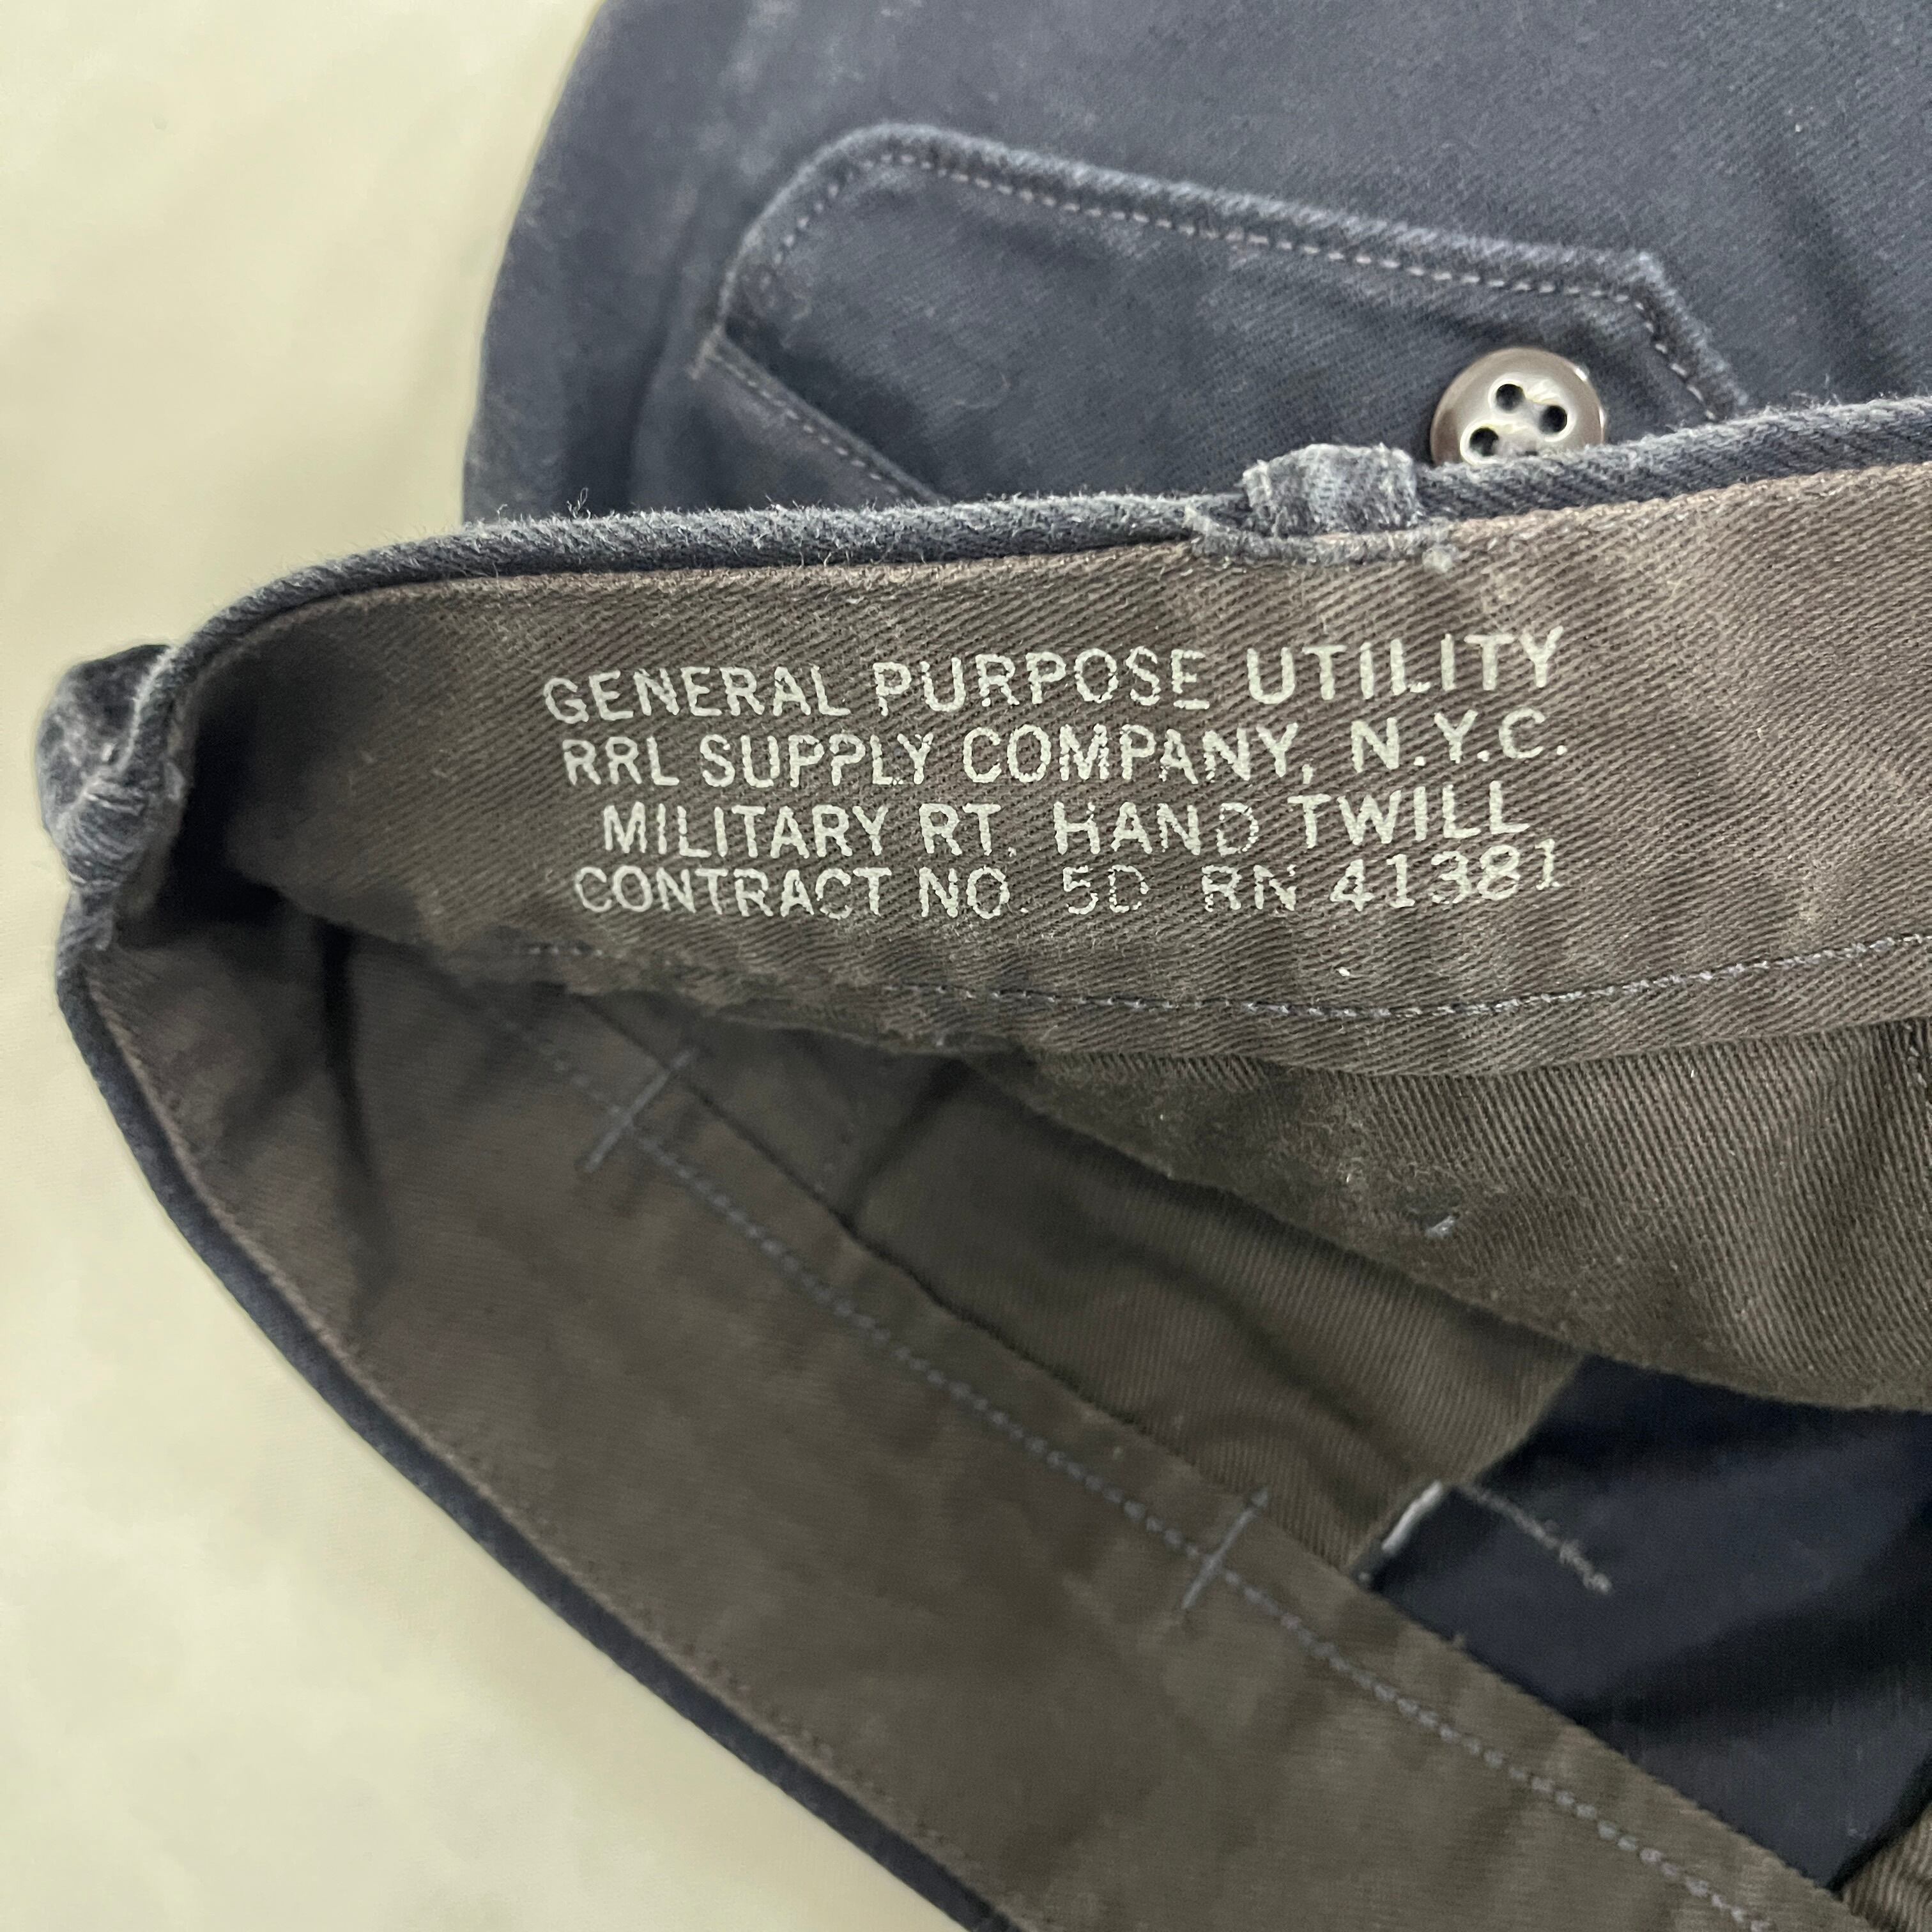 GENERAL PURPOSE UTILITY
RRL SUPPLY COMPANY, N.Y.C.
MILITARY RT. HAND TWILL
CONTRACT NO. 5D RN 41381